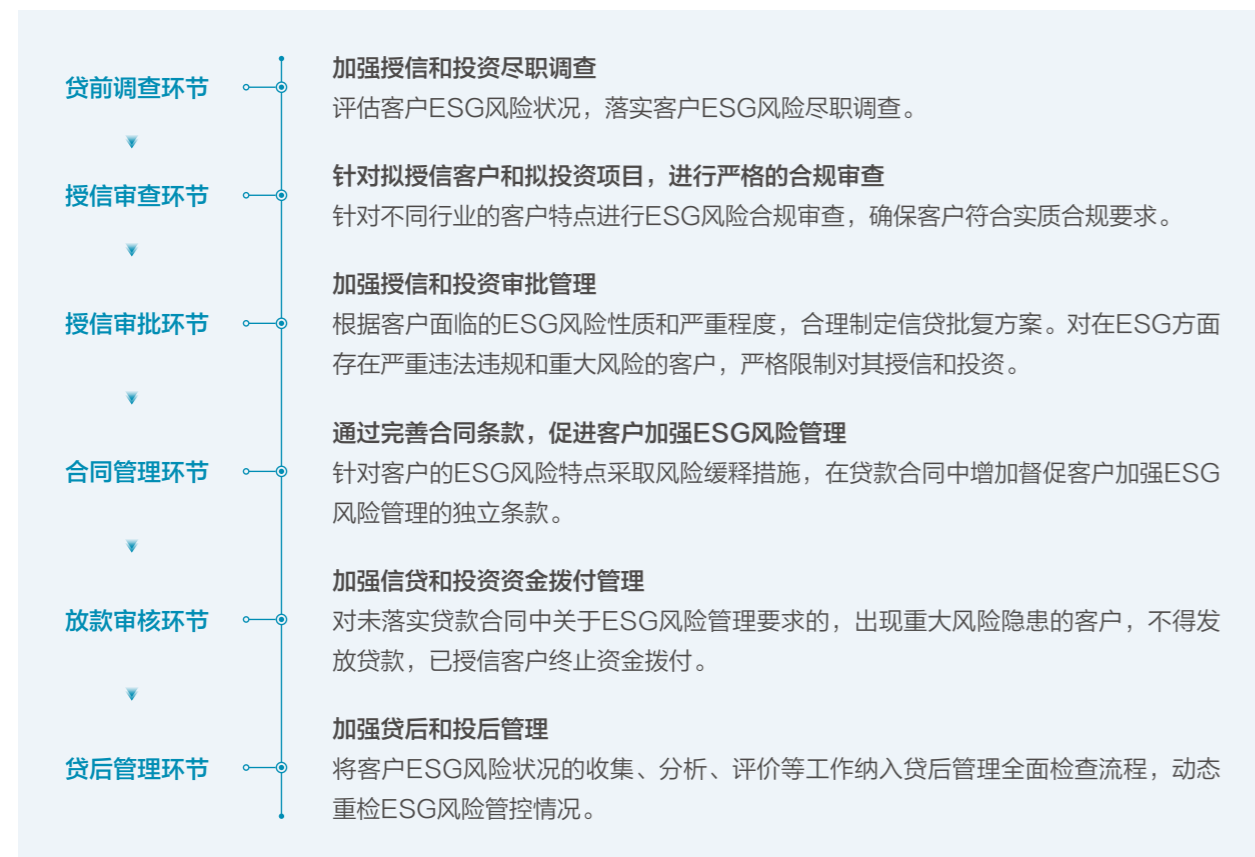 贷前调查环节
加强授信和投资尽职调查
评估客户ESG风险状况，落实客户ESG风险尽职调查。
授信审查环节
针对拟授信客户和拟投资项目，进行严格的合规审查
针对不同行业的客户特点进行ESG风险合规审查，确保客户符合实质合规要求。
授信审批环节
加强授信和投资审批管理
根据客户面临的ESG风险性质和严重程度，合理制定信贷批复方案。对在ESG方面
存在严重违法违规和重大风险的客户，严格限制对其授信和投资。
合同管理环节
通过完善合同条款，促进客户加强ESG风险管理
针对客户的ESG风险特点采取风险缓释措施，在贷款合同中增加督促客户加强ESG
风险管理的独立条款。
放款审核环节
加强信贷和投资资金拨付管理
对未落实贷款合同中关于ESG风险管理要求的，出现重大风险隐患的客户，不得发
放贷款，已授信客户终止资金拨付。
贷后管理环节
加强贷后和投后管理
将客户ESG风险状况的收集、分析、评价等工作纳入贷后管理全面检查流程，动态
重检ESG风险管控情况。